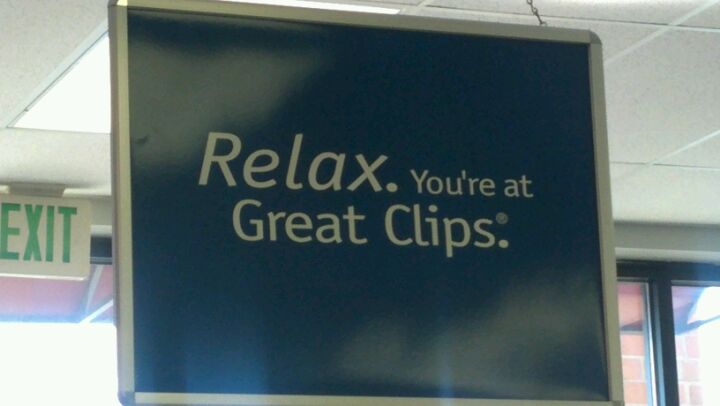 Relax. You're at
Great Clips®.
EXIT